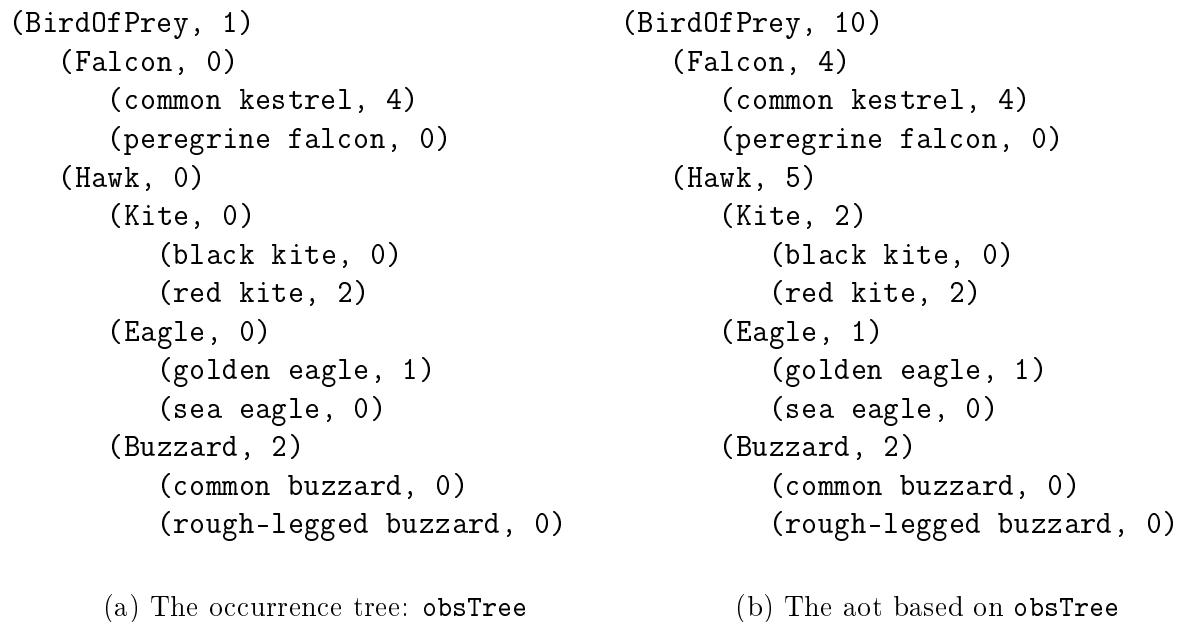 (BirdOfPrey, 1)
(Falcon, 0)
(common kestrel, 4)
(peregrine falcon, 0)
(Hawk, 0)
(Kite, 0)
(black kite, 0)
(red kite, 2)
(Eagle, 0)
(golden eagle, 1)
(sea eagle, 0)
(Buzzard, 2)
(common buzzard, 0)
(rough-legged buzzard, 0)
(a) The occurrence tree: obsTree
(BirdOfPrey, 10)
(Falcon, 4)
(common kestrel, 4)
(peregrine falcon, 0)
(Hawk, 5)
(Kite, 2)
(black kite, 0)
(red kite, 2)
(Eagle, 1)
(golden eagle, 1)
(sea eagle, 0)
(Buzzard, 2)
(common buzzard, 0)
(rough-legged buzzard, 0)
(b) The aot based on obsTree